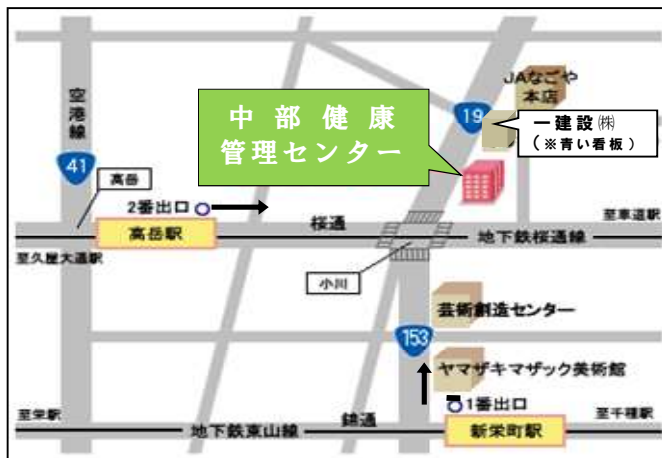 空港線
41
高岳
2番出口
高岳駅
至久屋大通駅
中部健康
管理センター
19
JAなごや
本店
一建設㈱
(※青い看板)
桜通
至車道駅
地下鉄桜通線
小川
芸術創造センター
153
ヤマザキマザック美術館
1番出口
至栄駅
地下鉄東山線
錦通
新栄町駅
至千種駅